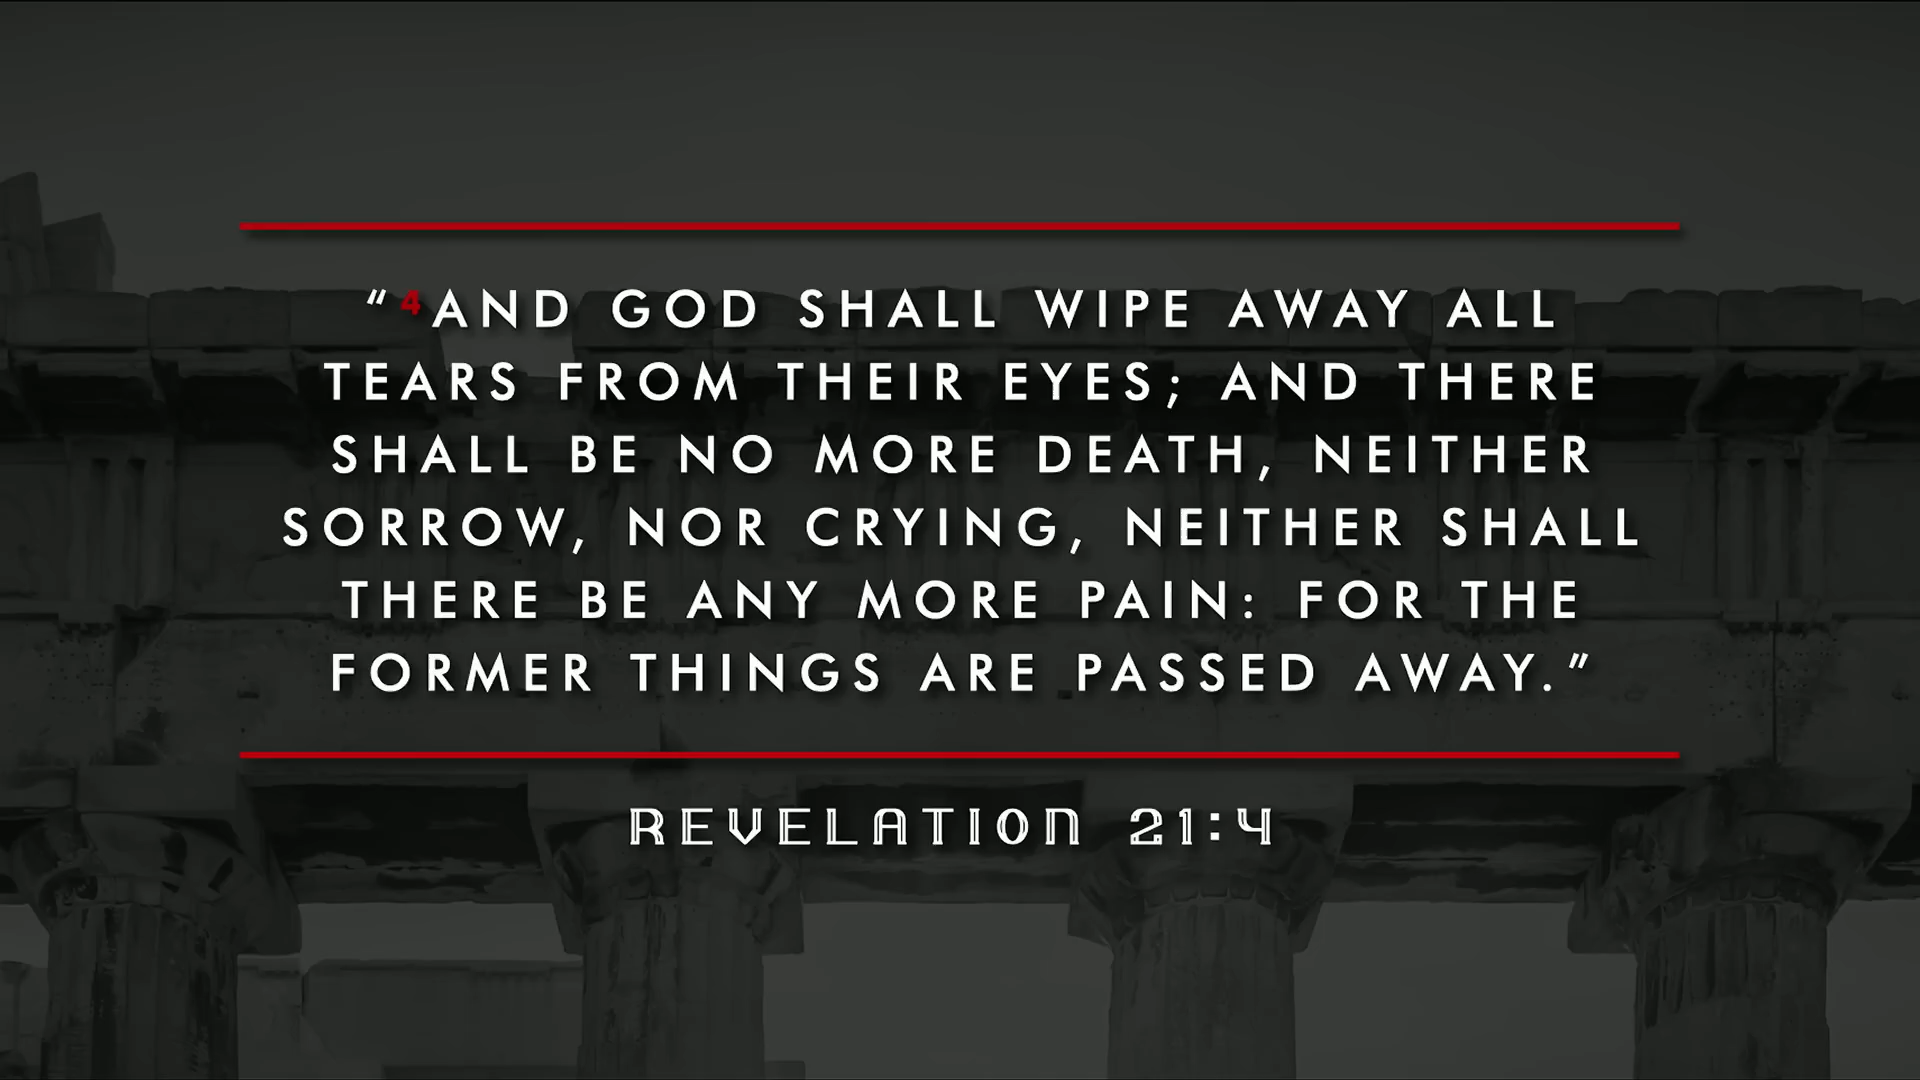 “⁴AND GOD SHALL WIPE AWAY ALL
TEARS FROM THEIR EYES; AND THERE
SHALL BE NO MORE DEATH, NEITHER
SORROW, NOR CRYING, NEITHER SHALL
THERE BE ANY MORE PAIN: FOR THE
FORMER THINGS ARE PASSED AWAY.”
REVELATION 21:4